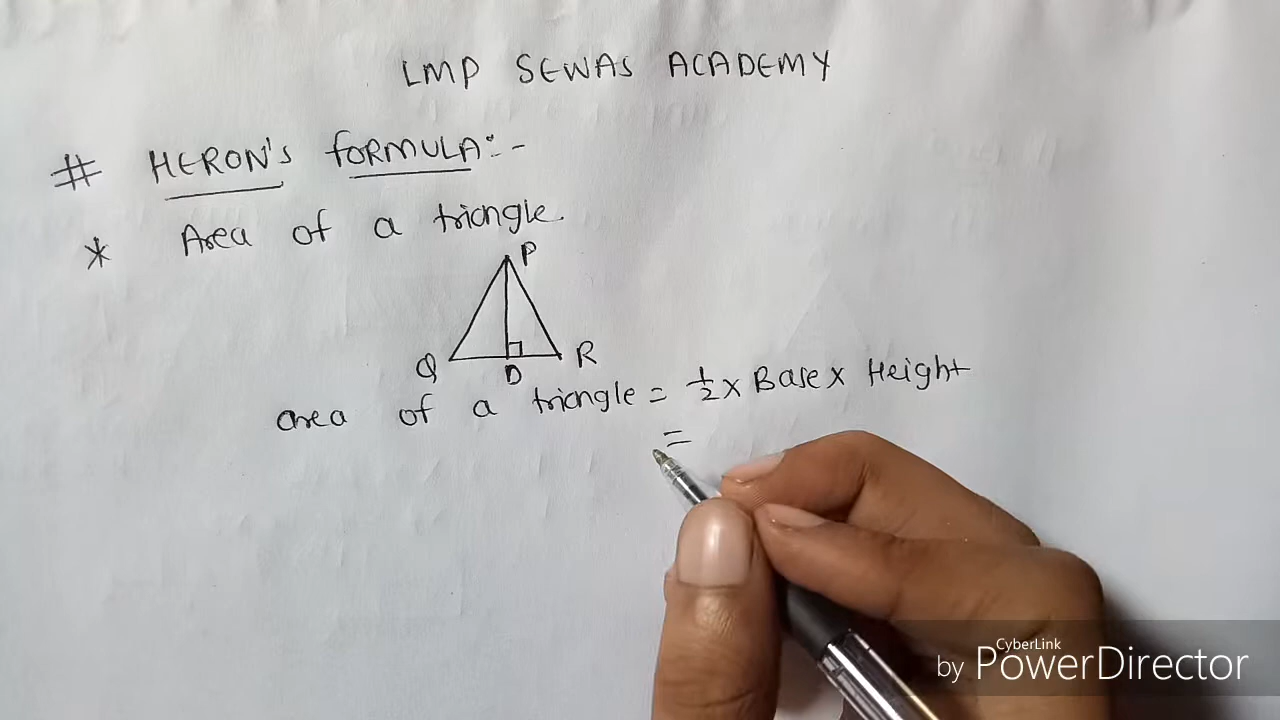 LMP SEWAS ACADEMY
# HERON'S FORMULA:-
* Area of a triangle
P
Q
D
R
area of a triangle = 1/2 x Base x Height
=
CyberLink
by PowerDirector